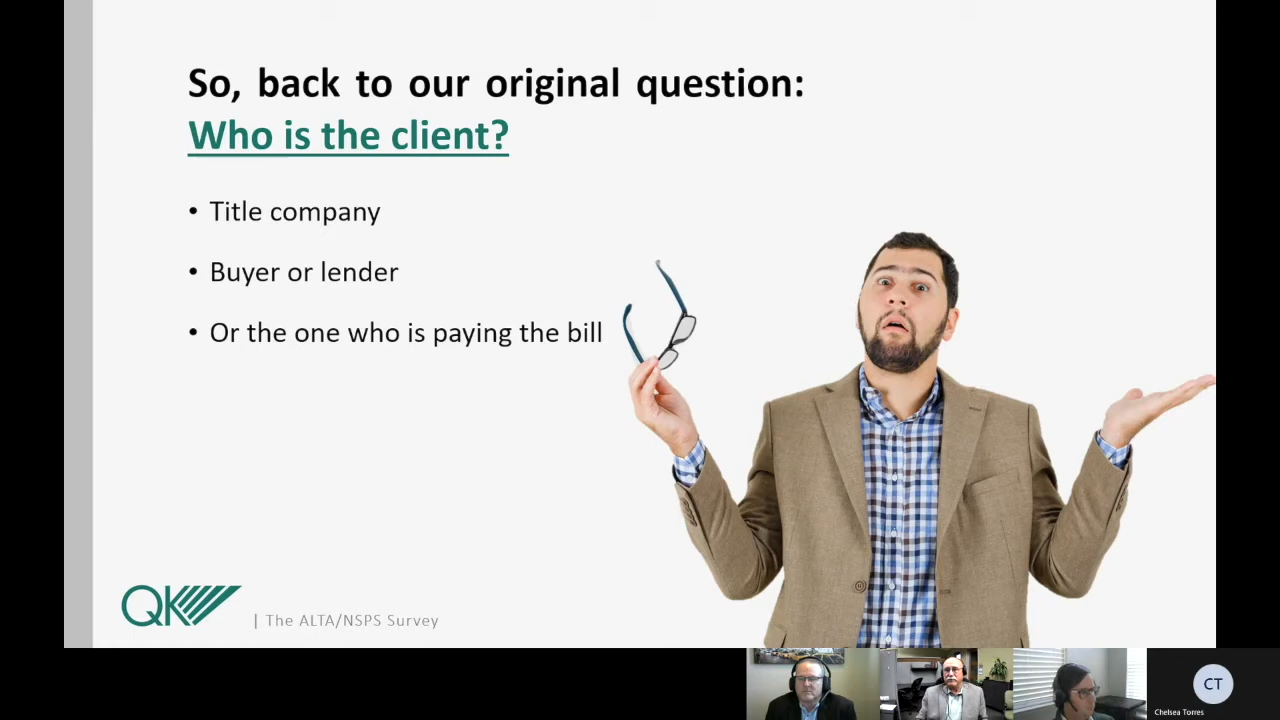 So, back to our original question:
Who is the client?
• Title company
• Buyer or lender
• Or the one who is paying the bill
QK
| The ALTA/NSPS Survey
CT
Chelsea Torres